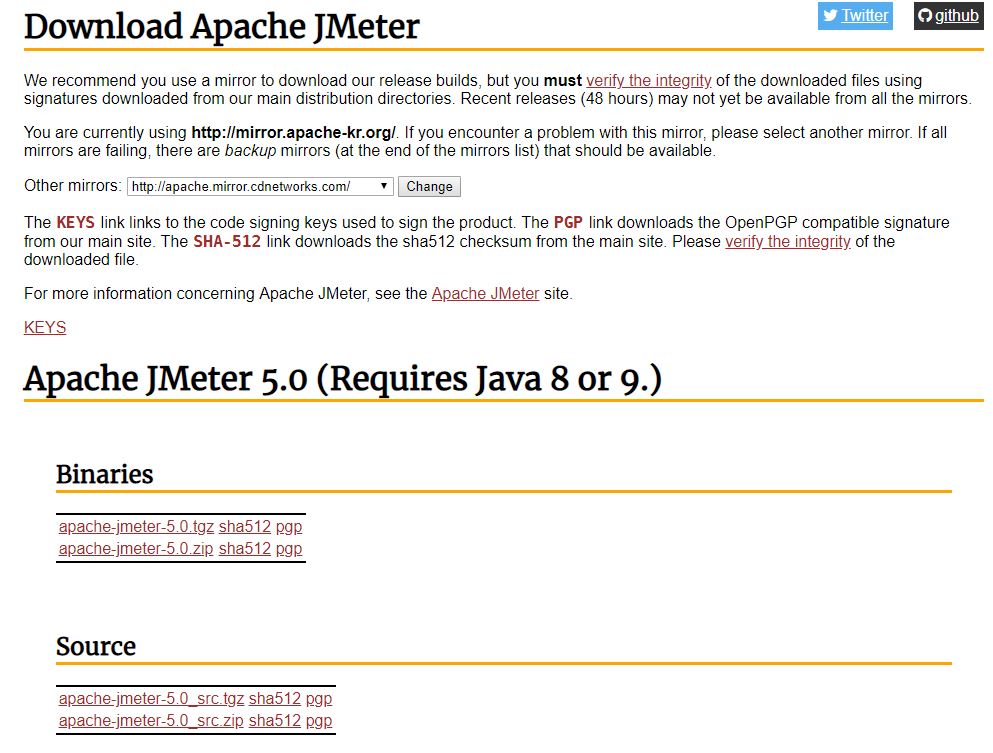 Download Apache JMeter
Twitter
github
We recommend you use a mirror to download our release builds, but you must verify the integrity of the downloaded files using
signatures downloaded from our main distribution directories. Recent releases (48 hours) may not yet be available from all the mirrors.
You are currently using http://mirror.apache-kr.org/. If you encounter a problem with this mirror, please select another mirror. If all
mirrors are failing, there are backup mirrors (at the end of the mirrors list) that should be available.
Other mirrors: http://apache.mirror.cdnetworks.com/ Change
The KEYS link links to the code signing keys used to sign the product. The PGP link downloads the OpenPGP compatible signature
from our main site. The SHA-512 link downloads the sha512 checksum from the main site. Please verify the integrity of the
downloaded file.
For more information concerning Apache JMeter, see the Apache JMeter site.
KEYS
Apache JMeter 5.0 (Requires Java 8 or 9.)
Binaries
apache-jmeter-5.0.tgz sha512 pgp
apache-jmeter-5.0.zip sha512 pgp
Source
apache-jmeter-5.0_src.tgz sha512 pgp
apache-jmeter-5.0_src.zip sha512 pgp